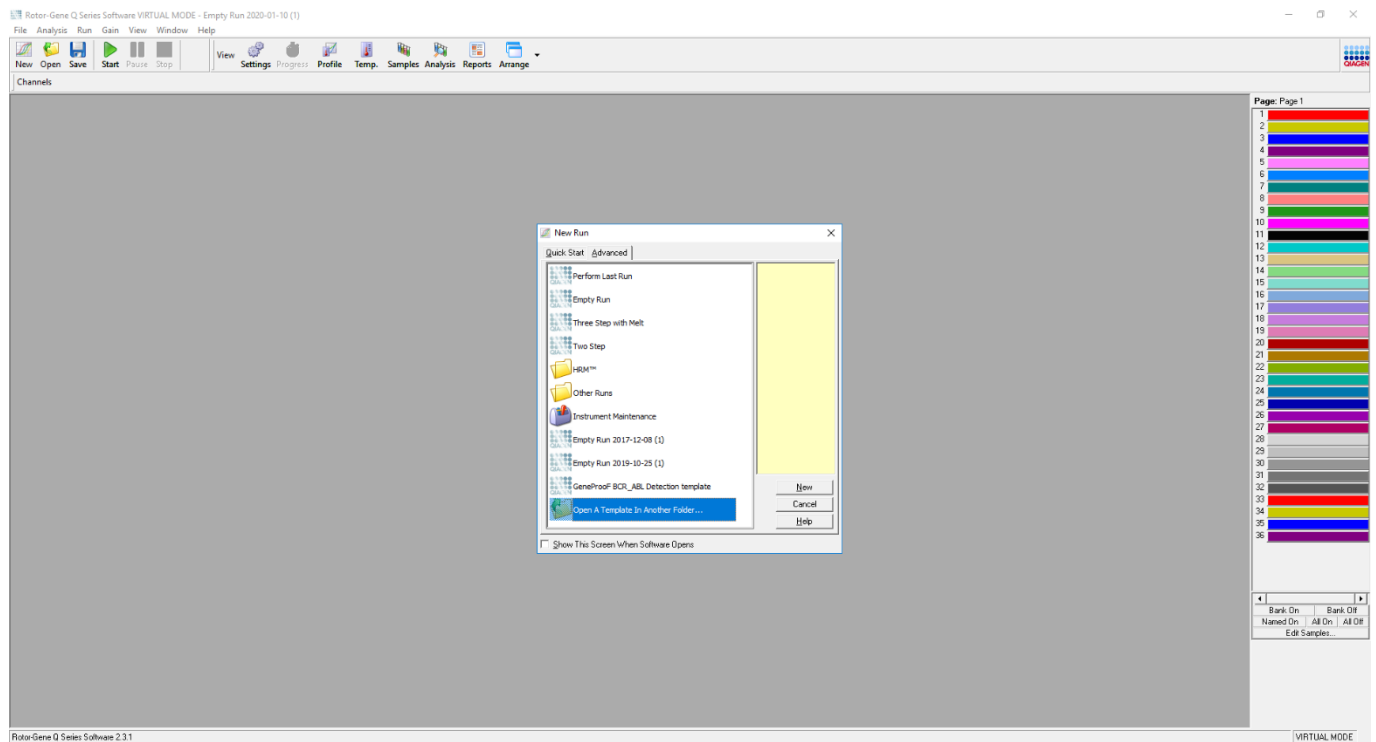 Rotor-Gene Q Series Software VIRTUAL MODE - Empty Run 2020-01-10 (1)
File Analysis Run Gain View Window Help
New Open Save Start Pause Stop View Settings Progress Profile Temp. Samples Analysis Reports Arrange
QIAGEN
Channels
Page: Page 1
1
2
3
4
5
6
7
8
9
10
11
12
13
14
15
16
17
18
19
20
21
22
23
24
25
26
27
28
29
30
31
32
33
34
35
36
Bank On Bank Off
Named On All On All Off
Edit Samples...
New Run
Quick Start Advanced
Perform Last Run
Empty Run
Three Step with Melt
Two Step
HRM™
Other Runs
Instrument Maintenance
Empty Run 2017-12-08 (1)
Empty Run 2019-10-25 (1)
GeneProoF BCR_ABL Detection template
Open A Template In Another Folder...
New
Cancel
Help
Show This Screen When Software Opens
Rotor-Gene Q Series Software 2.3.1
VIRTUAL MODE